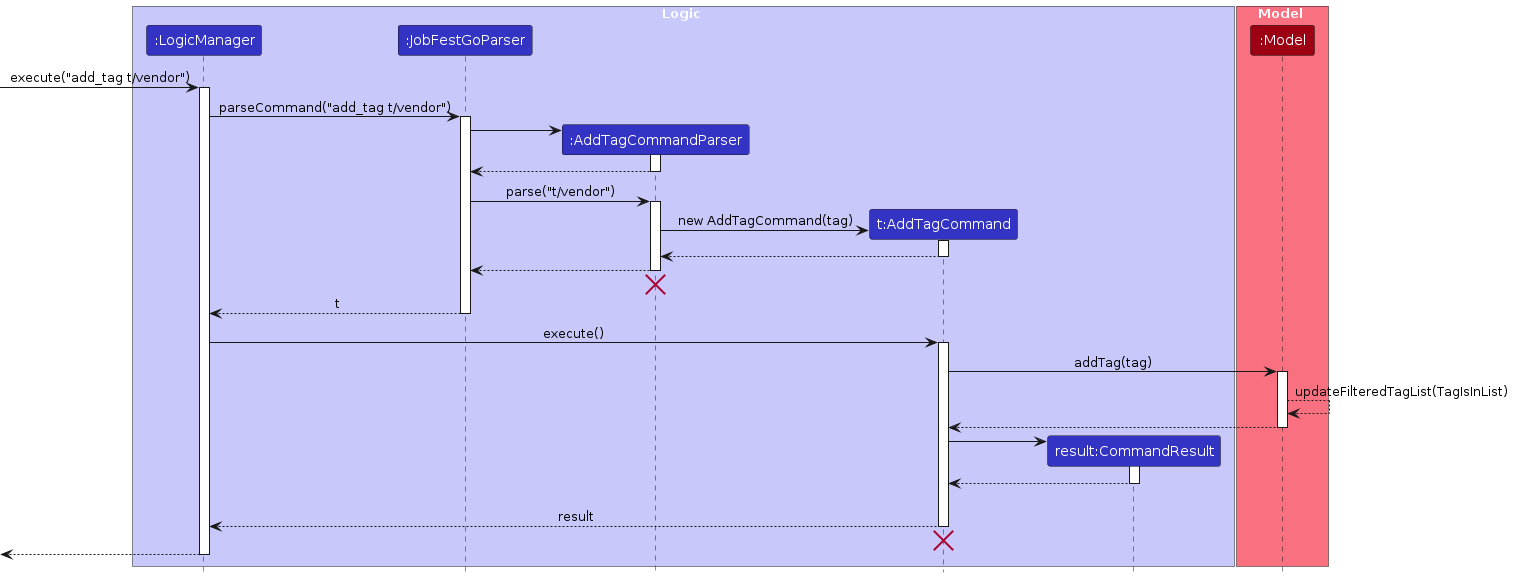 Logic
Model
:LogicManager
:JobFestGoParser
:Model
execute("add_tag t/vendor")
parseCommand("add_tag t/vendor")
:AddTagCommandParser
parse("t/vendor")
new AddTagCommand(tag)
t:AddTagCommand
t
execute()
addTag(tag)
updateFilteredTagList(TagIsInList)
result:CommandResult
result